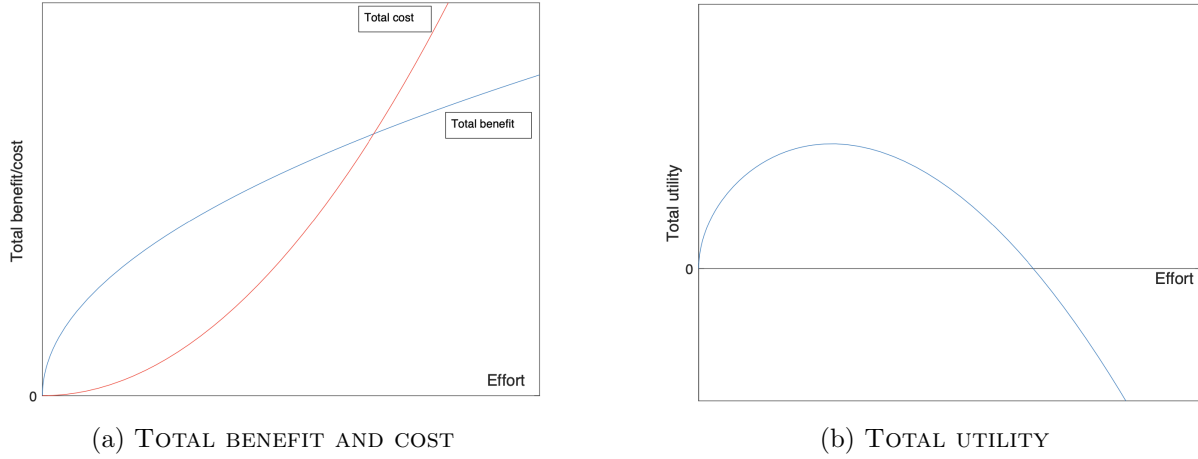 Total cost
Total benefit
Total benefit/cost
Effort
0
(a) TOTAL BENEFIT AND COST
Total utility
0
Effort
(b) TOTAL UTILITY